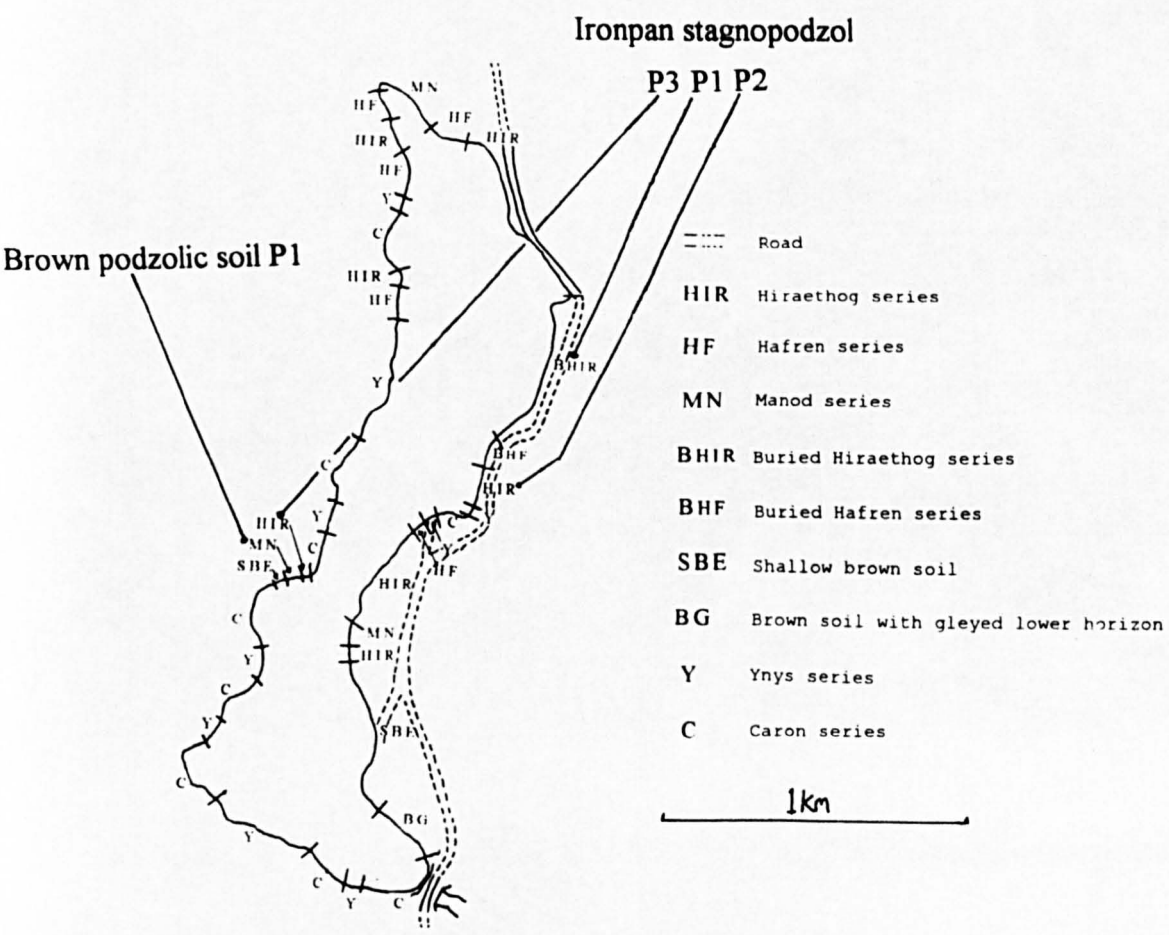 Ironpan stagnopodzol
P3 P1 P2
MN
HF
HF
HIR
HIR
HF
Y
C
Brown podzolic soil P1
HIR
HF
Y
BHIR
BHF
HIR
C
Y
HIR
MN
C
SBE
C
Y
HF
HIR
C
MN
Y
HIR
C
Y
SBE
C
BG
Y
C
Y
C
Road
HIR Hiraethog series
HF Hafren series
MN Manod series
BHIR Buried Hiraethog series
BHF Buried Hafren series
SBE Shallow brown soil
BG Brown soil with gleyed lower horizon
Y Ynys series
C Caron series
1km